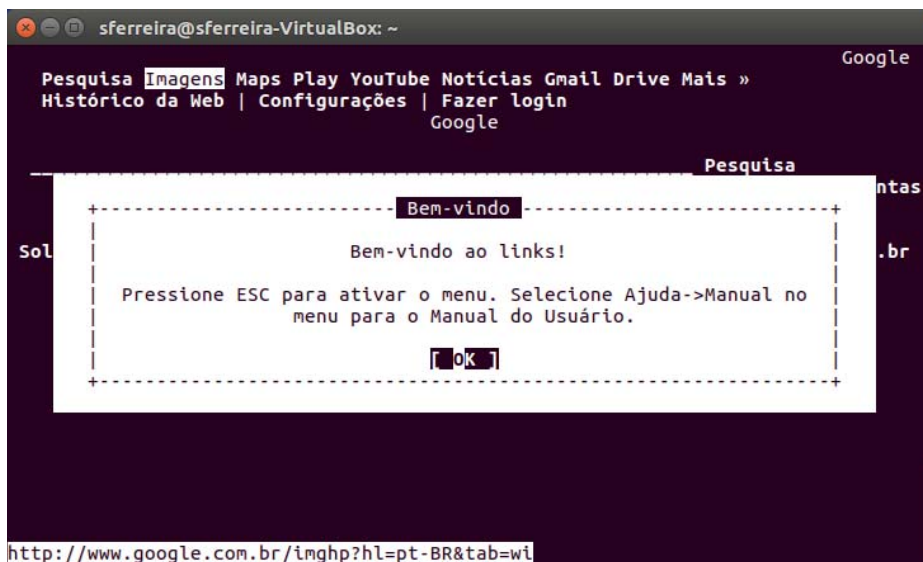 sferreira@sferreira-VirtualBox: ~
Google
Pesquisa Imagens Maps Play YouTube Notícias Gmail Drive Mais »
Histórico da Web | Configurações | Fazer login
Google
Pesquisa
ntas
Bem-vindo
Sol Bem-vindo ao links! .br
Pressione ESC para ativar o menu. Selecione Ajuda->Manual no
menu para o Manual do Usuário.
[ OK ]
http://www.google.com.br/imghp?hl=pt-BR&tab=wi